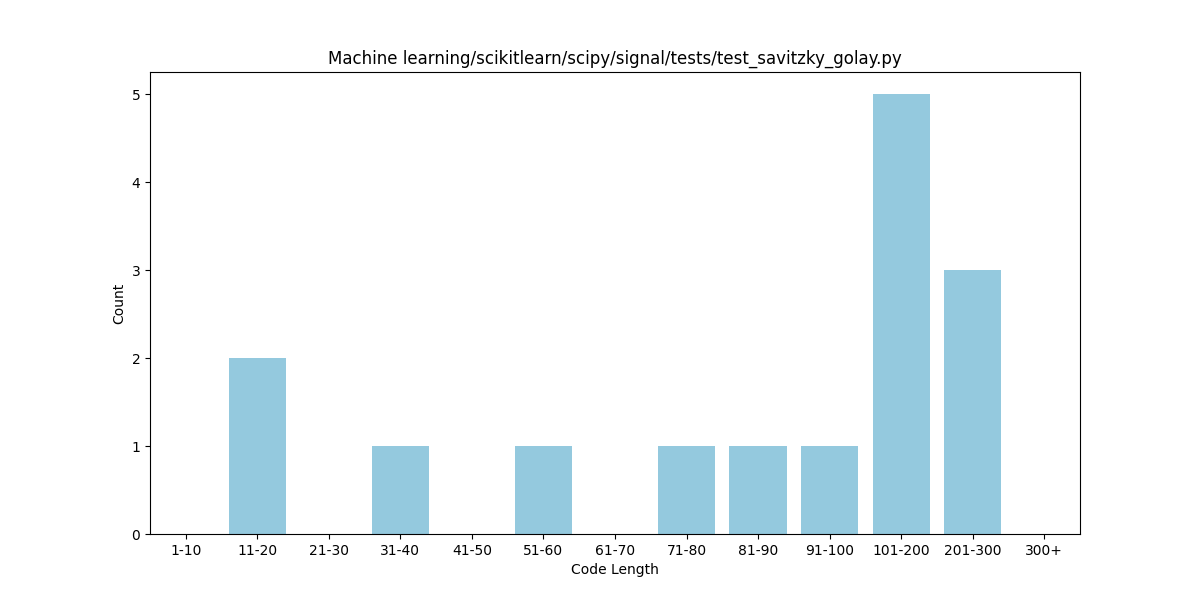 Machine learning/scikitlearn/scipy/signal/tests/test_savitzky_golay.py
5
4
3
2
1
0
Count
1-10 11-20 21-30 31-40 41-50 51-60 61-70 71-80 81-90 91-100 101-200 201-300 300+
Code Length